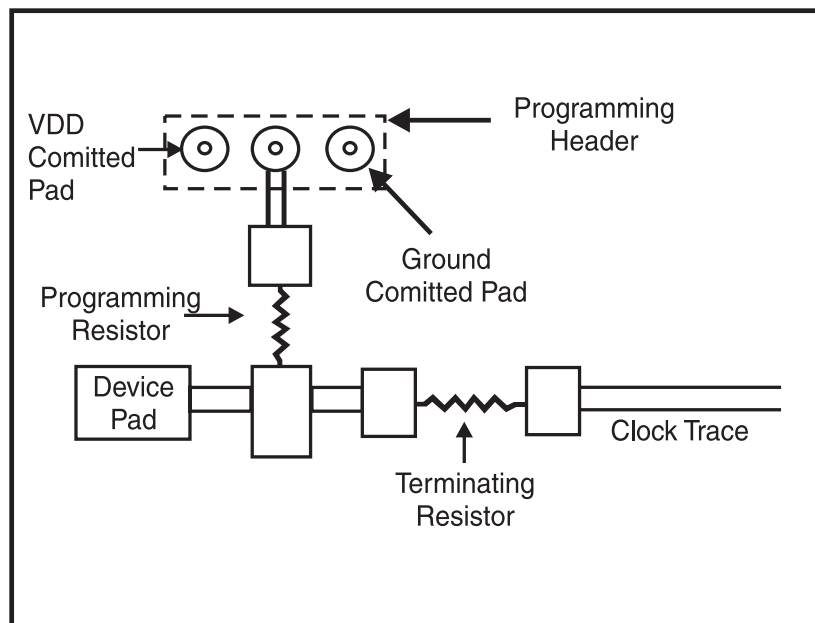 VDD
Comitted
Pad
Programming
Header
Ground
Comitted Pad
Programming
Resistor
Device
Pad
Clock Trace
Terminating
Resistor